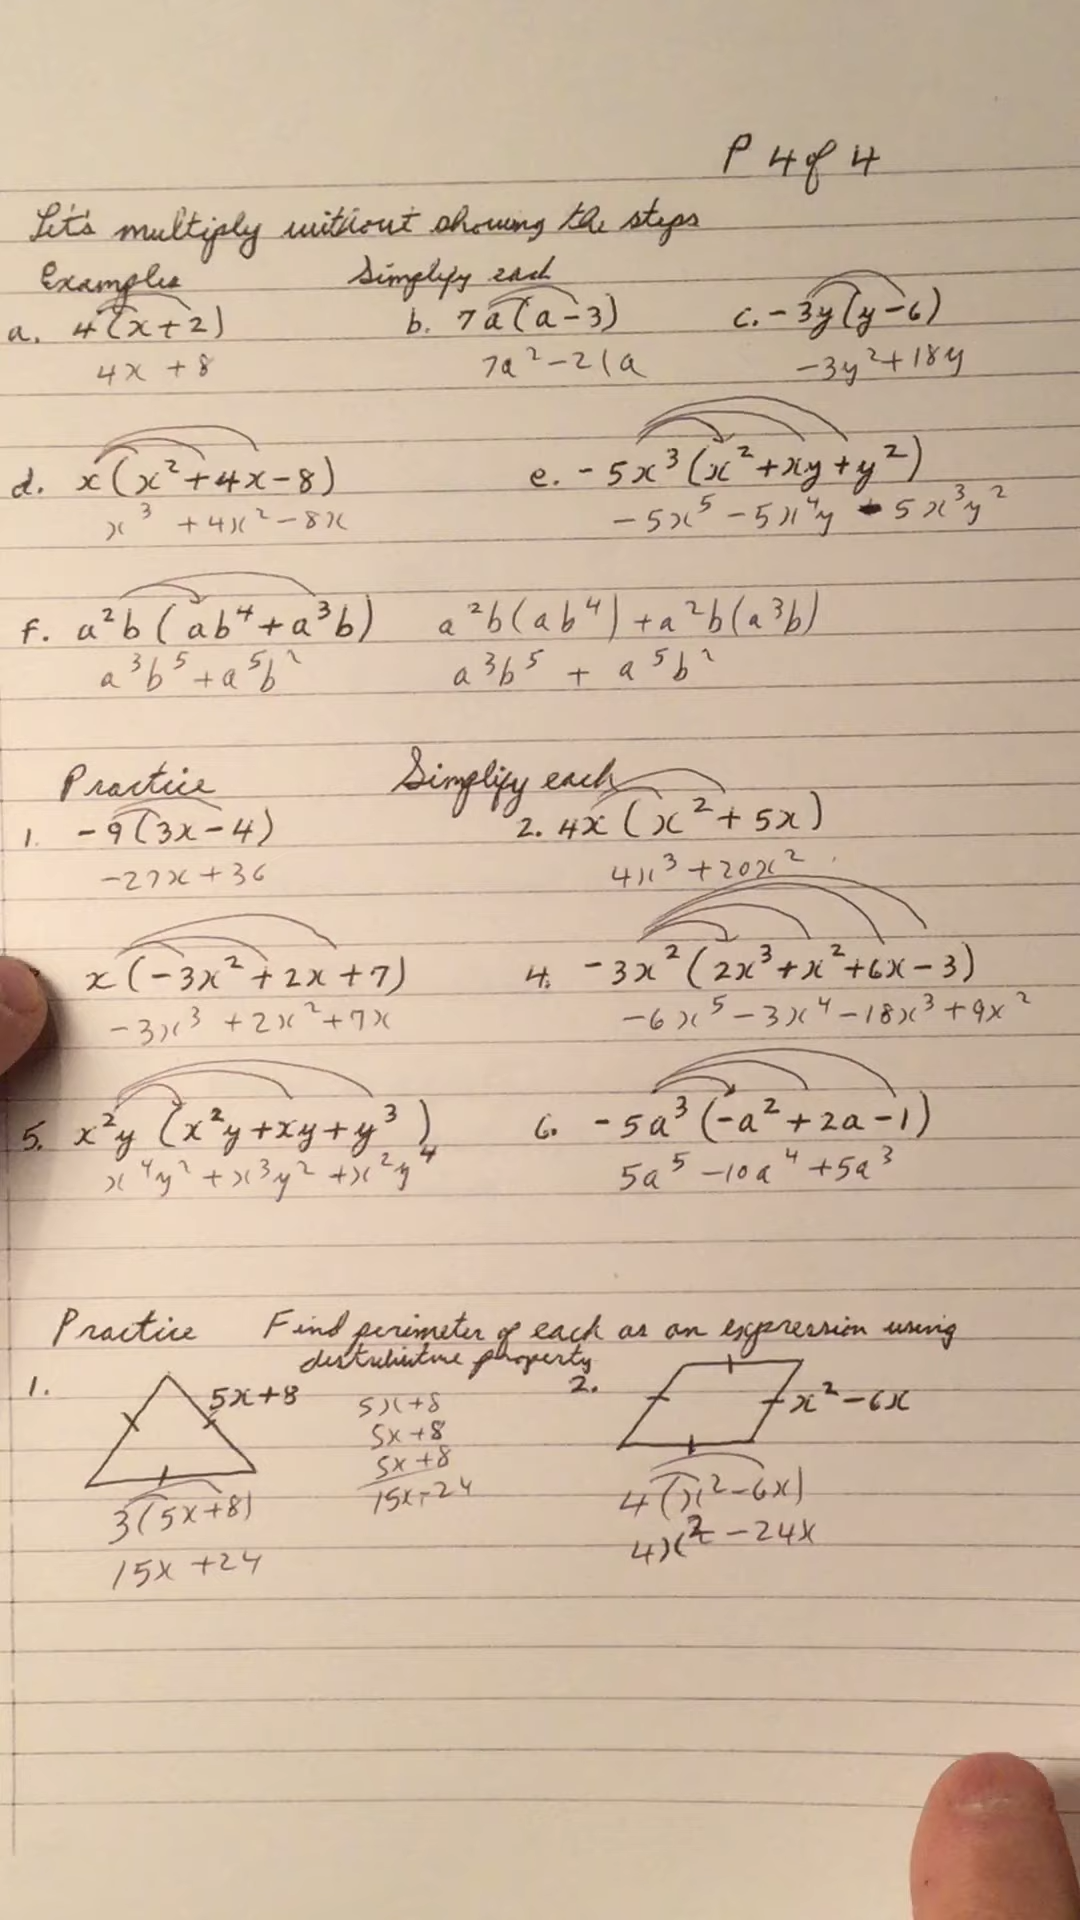 P 4 of 4
Let's multiply without showing the steps
Examples Simplify each
a. 4(x+2) b. 7a(a-3) c. -3y(y-6)
4x +8 7a²-21a -3y²+18y
d. x(x²+4x-8) e. -5x³(x²+xy+y²)
x³ +4x²-8x -5x⁵-5x⁴y - 5x³y²
f. a²b(ab⁴+a³b) a²b(ab⁴)+a²b(a³b)
a³b⁵+a⁵b² a³b⁵ + a⁵b²
Practice Simplify each
1. -9(3x-4) 2. 4x(x²+5x)
-27x+36 4x³+20x²
x(-3x²+2x+7) 4. -3x²(2x³+x²+6x-3)
-3x³+2x²+7x -6x⁵-3x⁴-18x³+9x²
5. x²y(x²y+xy+y³) 6. -5a³(-a²+2a-1)
x⁴y²+x³y²+x²y⁴ 5a⁵-10a⁴+5a³
Practice Find perimeter of each as an expression using
distributive property
1. 5x+8 5x+8 2. x²-6x
5x+8
5x+8
3(5x+8) 15x+24 4(x²-6x)
15x+24 4x²-24x